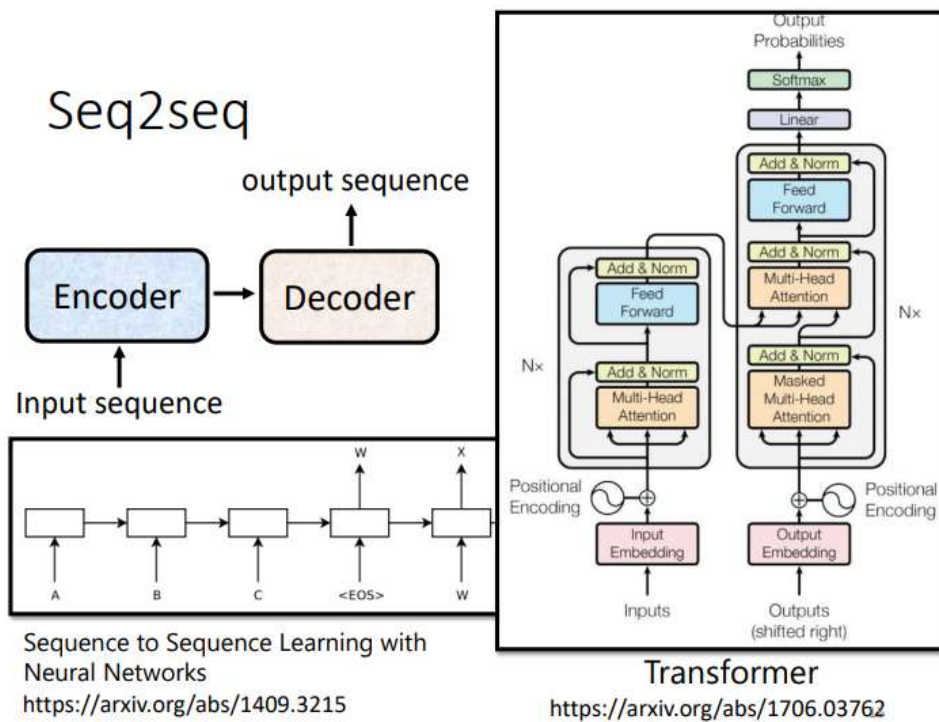 Seq2seq
output sequence
Encoder
Decoder
Input sequence
W
X
A
B
C
<EOS>
W
Sequence to Sequence Learning with
Neural Networks
https://arxiv.org/abs/1409.3215
Output
Probabilities
Softmax
Linear
Add & Norm
Feed
Forward
Add & Norm
Multi-Head
Attention
Nx
Add & Norm
Masked
Multi-Head
Attention
Add & Norm
Feed
Forward
Nx
Add & Norm
Multi-Head
Attention
Positional
Encoding
Positional
Encoding
Input
Embedding
Output
Embedding
Inputs
Outputs
(shifted right)
Transformer
https://arxiv.org/abs/1706.03762